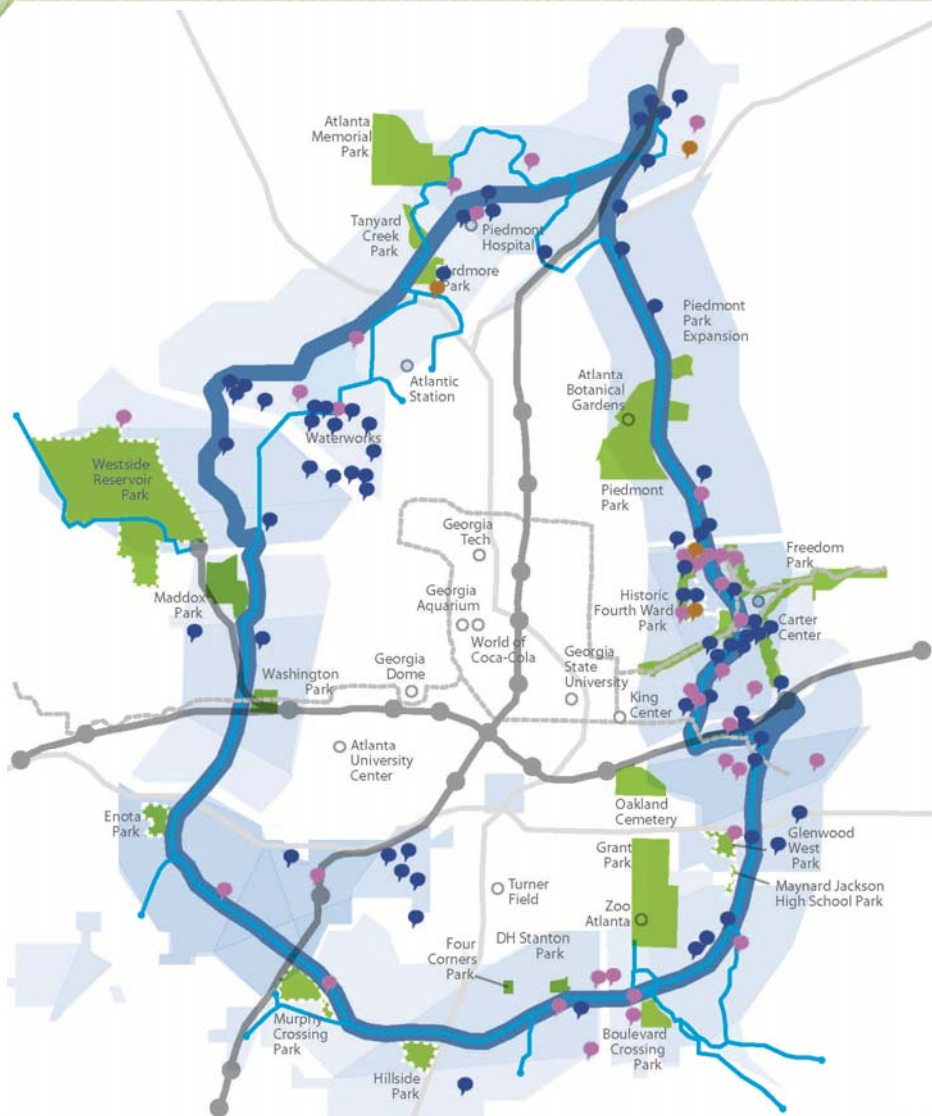 Atlanta
Memorial
Park
Tanyard
Creek
Park
Piedmont
Hospital
Ardmore
Park
Piedmont
Park
Expansion
Atlantic
Station
Atlanta
Botanical
Gardens
Waterworks
Westside
Reservoir
Park
Piedmont
Park
Georgia
Tech
Freedom
Park
Maddox
Park
Georgia
Aquarium
Historic
Fourth Ward
Park
World of
Coca-Cola
Carter
Center
Georgia
State
University
Washington
Park
Georgia
Dome
King
Center
Atlanta
University
Center
Enota
Park
Oakland
Cemetery
Glenwood
West
Park
Grant
Park
Maynard Jackson
High School Park
Turner
Field
Zoo
Atlanta
DH Stanton
Park
Four
Corners
Park
Murphy
Crossing
Park
Boulevard
Crossing
Park
Hillside
Park